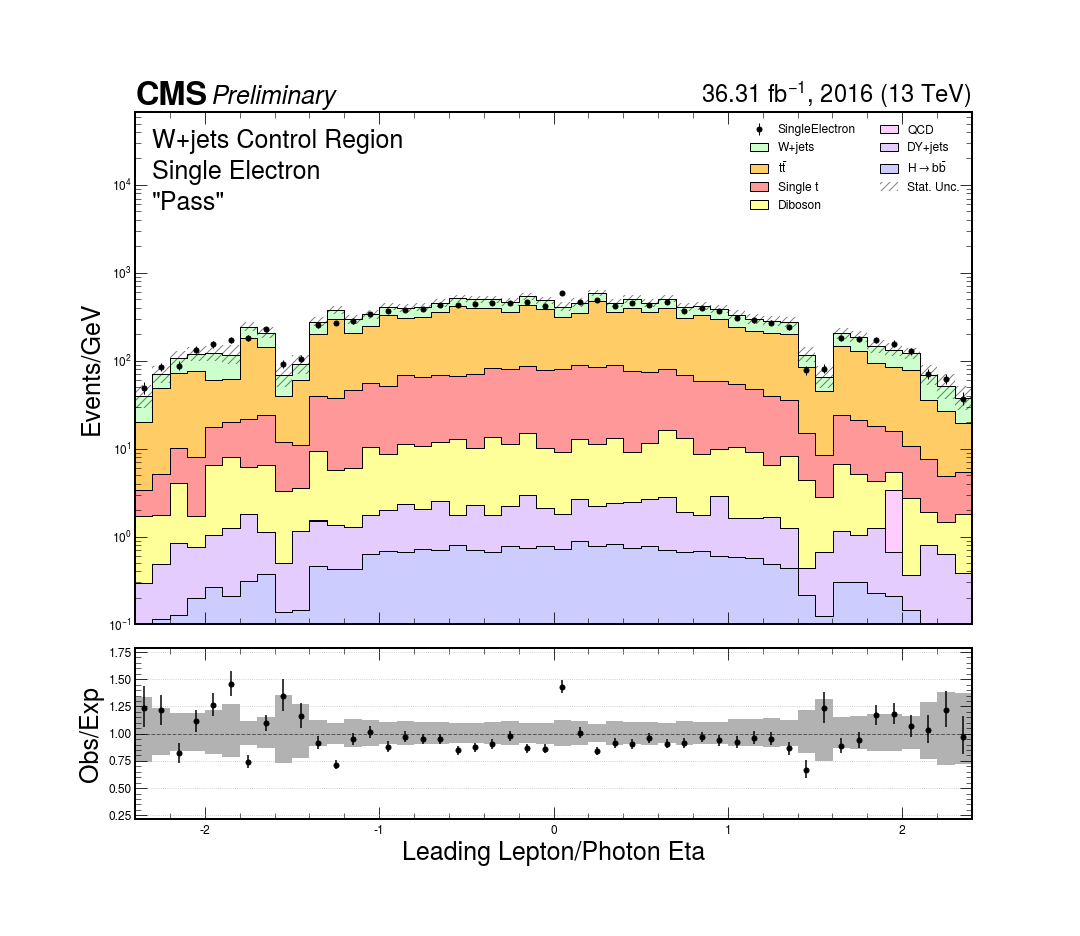 CMS Preliminary
36.31 fb⁻¹, 2016 (13 TeV)
W+jets Control Region
Single Electron
"Pass"
SingleElectron
W+jets
tt̄
Single t
Diboson
QCD
DY+jets
H→bb̄
Stat. Unc.
Events/GeV
10⁴
10³
10²
10¹
10⁰
10⁻¹
Obs/Exp
1.75
1.50
1.25
1.00
0.75
0.50
0.25
-2 -1 0 1 2
Leading Lepton/Photon Eta